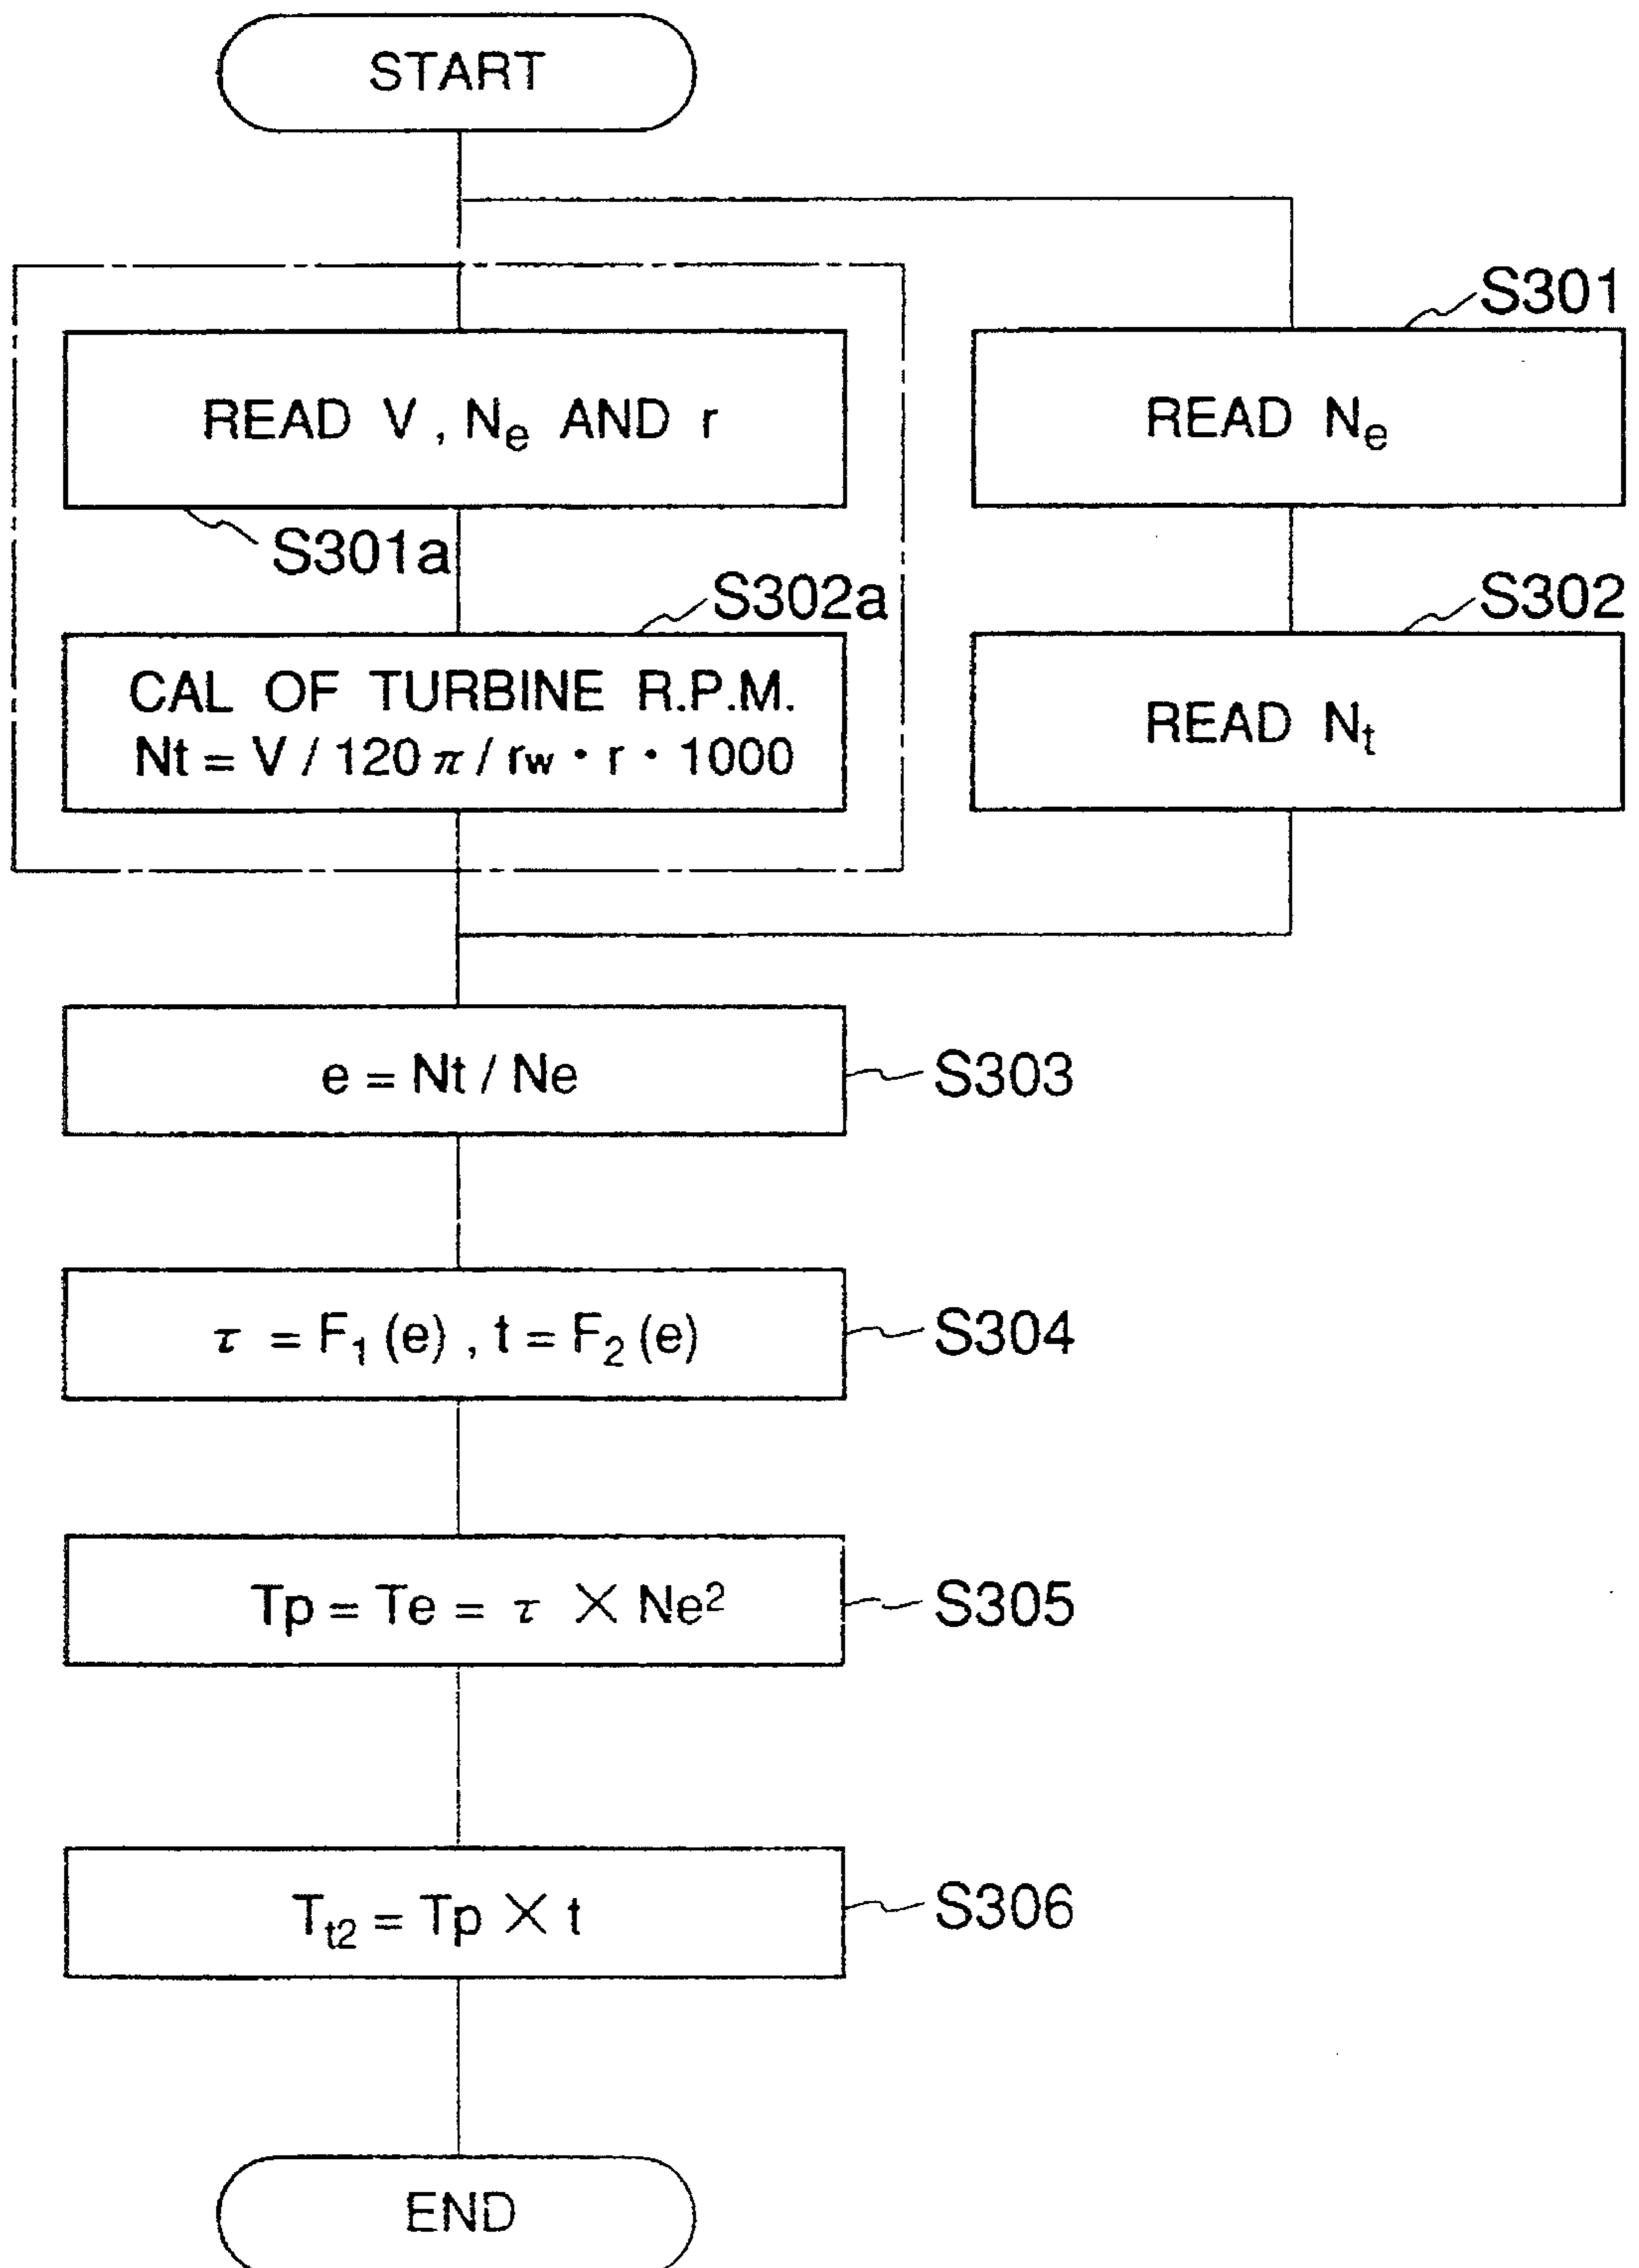 START
S301
READ V, Nₑ AND r
READ Nₑ
S301a
S302a
S302
CAL OF TURBINE R.P.M.
Nt = V / 120 π / rw · r · 1000
READ Nₜ
e = Nt / Ne
S303
τ = F₁ (e) , t = F₂ (e)
S304
Tp = Te = τ × Ne²
S305
Tₜ₂ = Tp × t
S306
END